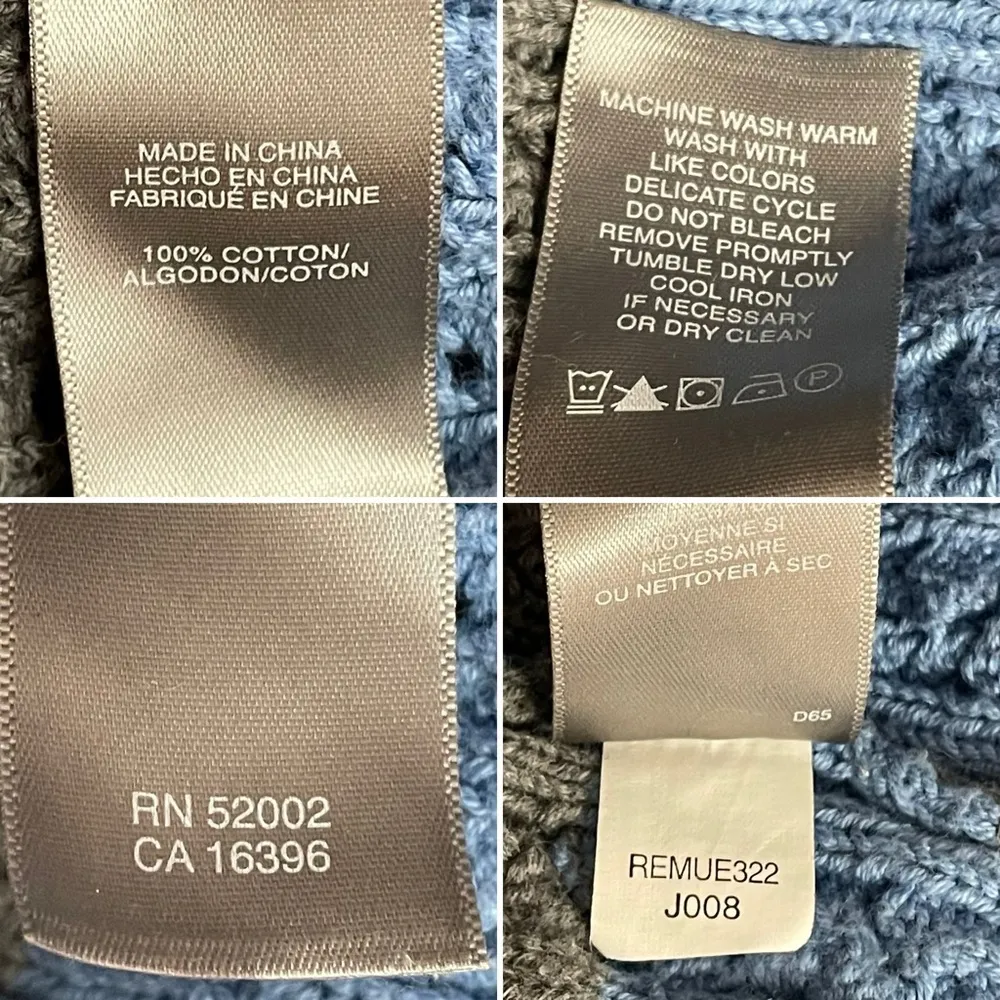 MADE IN CHINA
HECHO EN CHINA
FABRIQUÉ EN CHINE
100% COTTON/
ALGODON/COTON
MACHINE WASH WARM
WASH WITH
LIKE COLORS
DELICATE CYCLE
DO NOT BLEACH
REMOVE PROMPTLY
TUMBLE DRY LOW
COOL IRON
IF NECESSARY
OR DRY CLEAN
P
RN 52002
CA 16396
MOYENNE SI
NÉCESSAIRE
OU NETTOYER À SEC
D65
REMUE322
J008